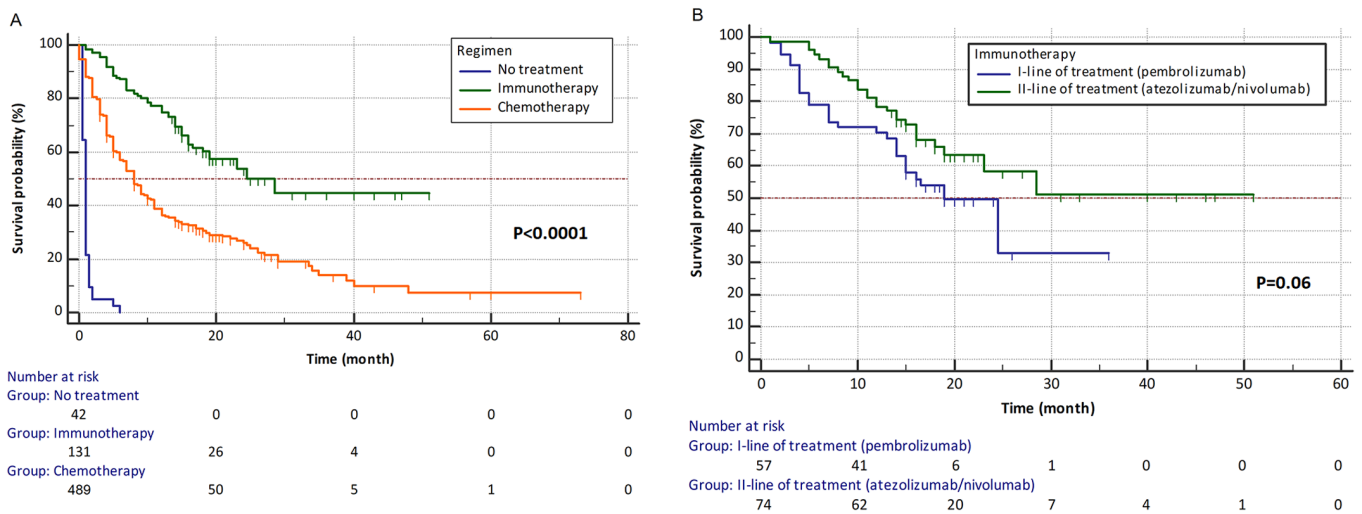 A
Regimen
No treatment
Immunotherapy
Chemotherapy
100
80
60
40
20
0
Survival probability (%)
P<0.0001
0 20 40 60 80
Time (month)
Number at risk
Group: No treatment
42 0 0 0 0
Group: Immunotherapy
131 26 4 0 0
Group: Chemotherapy
489 50 5 1 0
B
Immunotherapy
I-line of treatment (pembrolizumab)
II-line of treatment (atezolizumab/nivolumab)
100
90
80
70
60
50
40
30
20
10
0
Survival probability (%)
P=0.06
0 10 20 30 40 50 60
Time (month)
Number at risk
Group: I-line of treatment (pembrolizumab)
57 41 6 1 0 0 0
Group: II-line of treatment (atezolizumab/nivolumab)
74 62 20 7 4 1 0